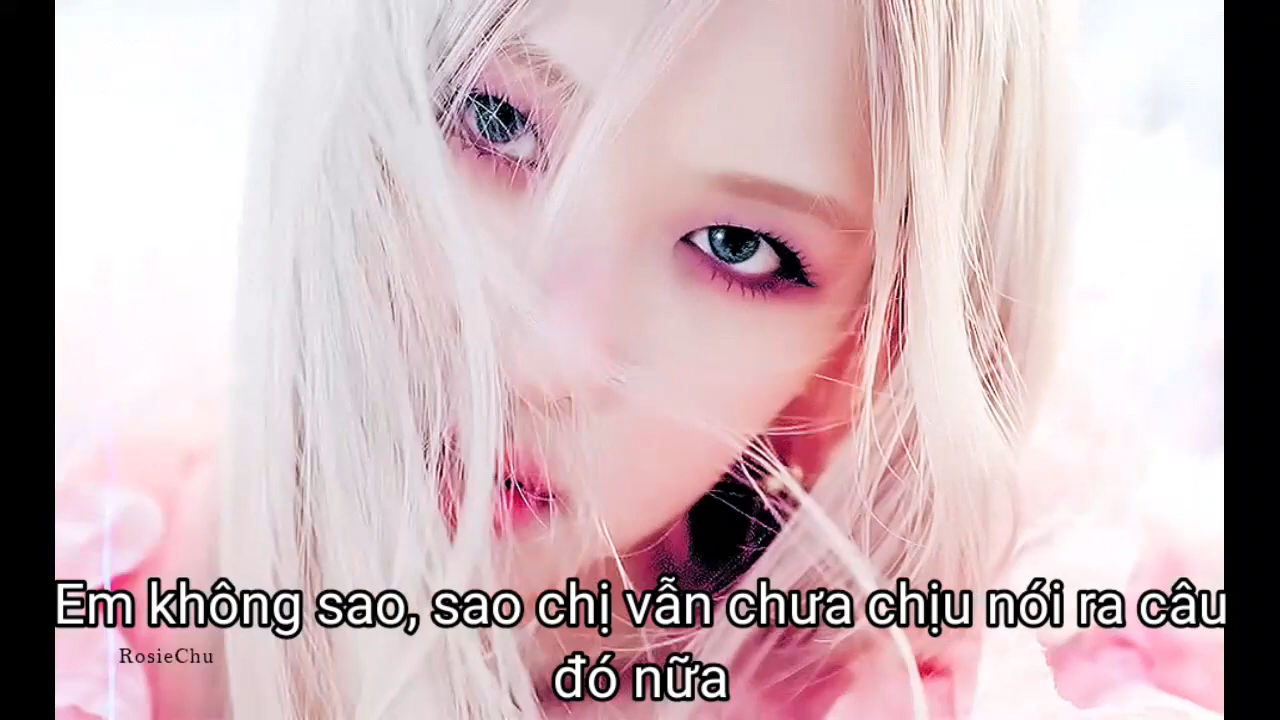 Em không sao, sao chị vẫn chưa chịu nói ra câu
RosieChu
đó nữa